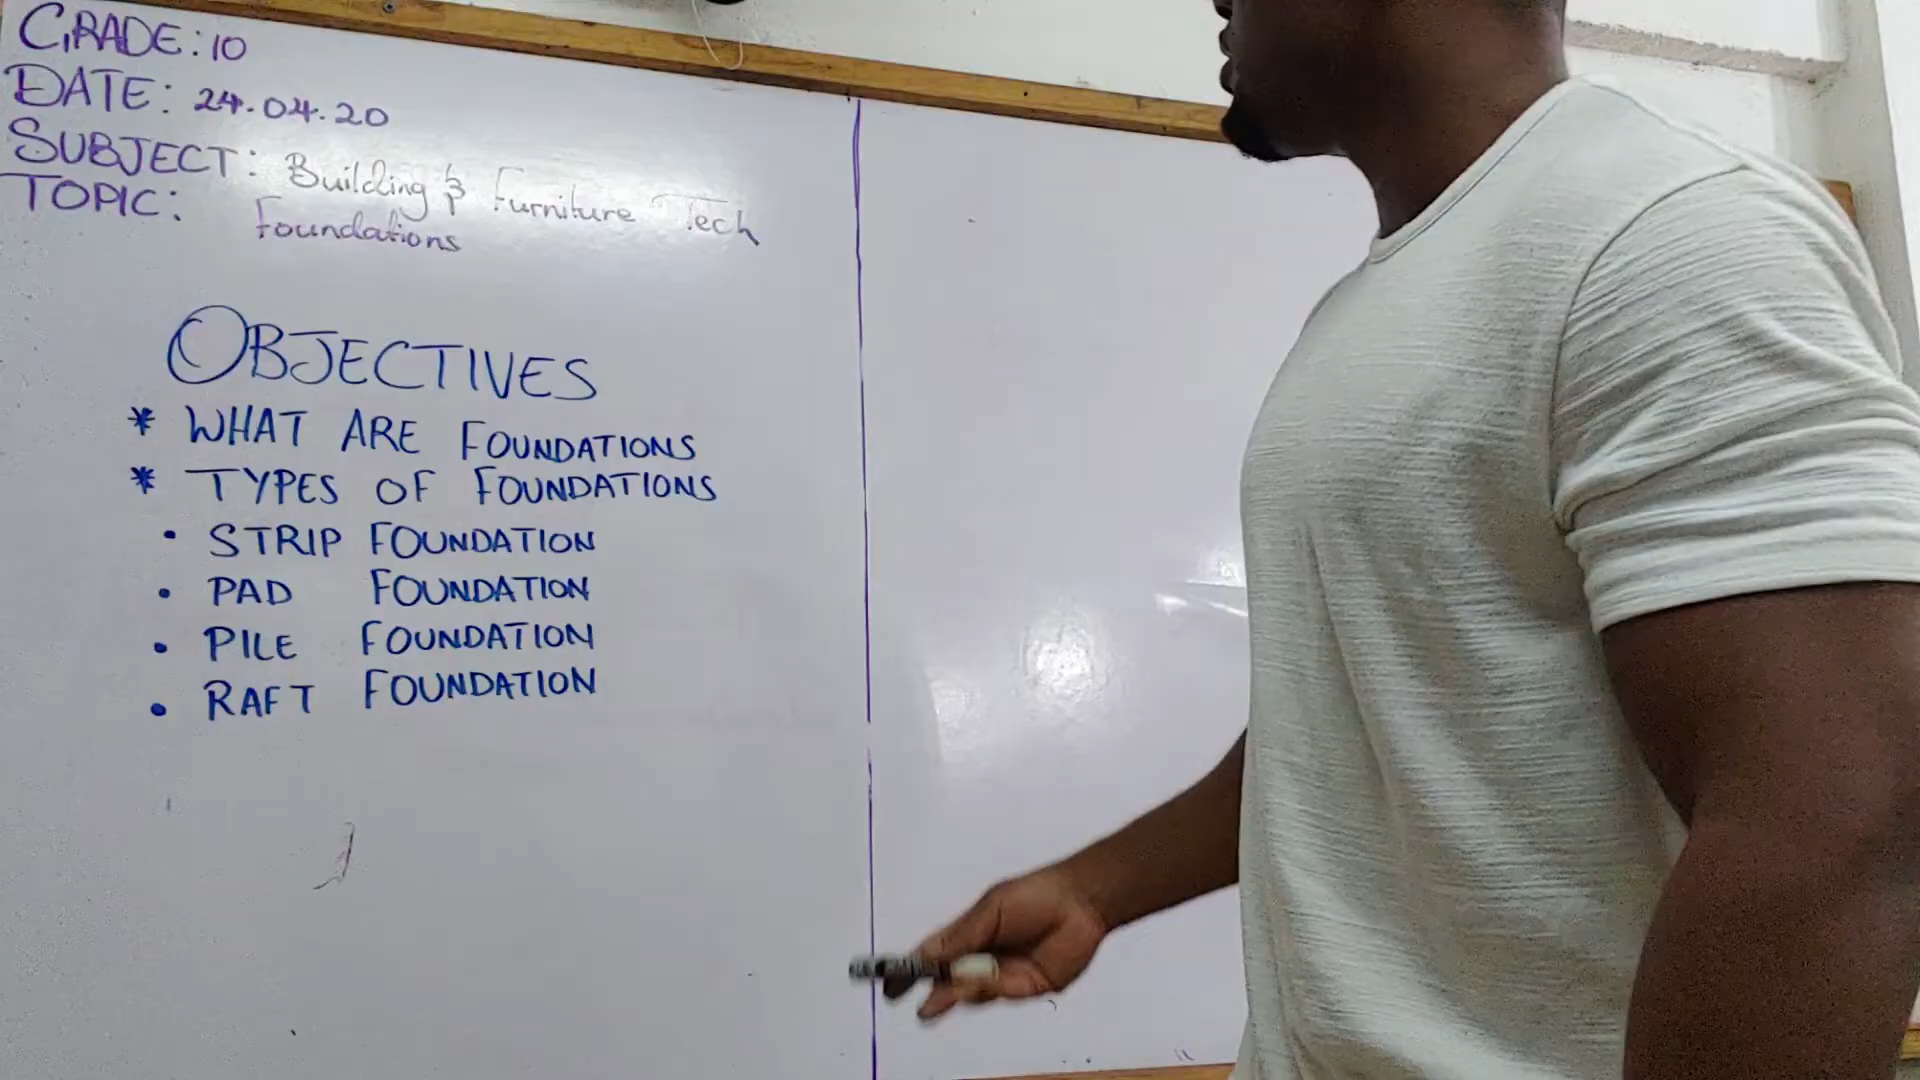 GRADE: 10
DATE: 24.04.20
SUBJECT: Building & Furniture Tech
TOPIC: Foundations
OBJECTIVES
* WHAT ARE FOUNDATIONS
* TYPES OF FOUNDATIONS
• STRIP FOUNDATION
• PAD FOUNDATION
• PILE FOUNDATION
• RAFT FOUNDATION